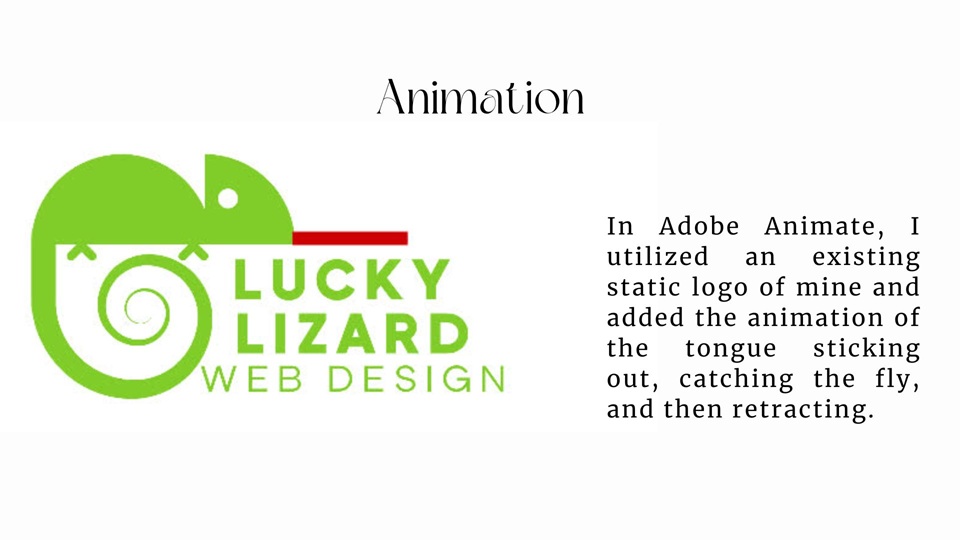 Animation
LUCKY
LIZARD
WEB DESIGN
In Adobe Animate, I
utilized an existing
static logo of mine and
added the animation of
the tongue sticking
out, catching the fly,
and then retracting.